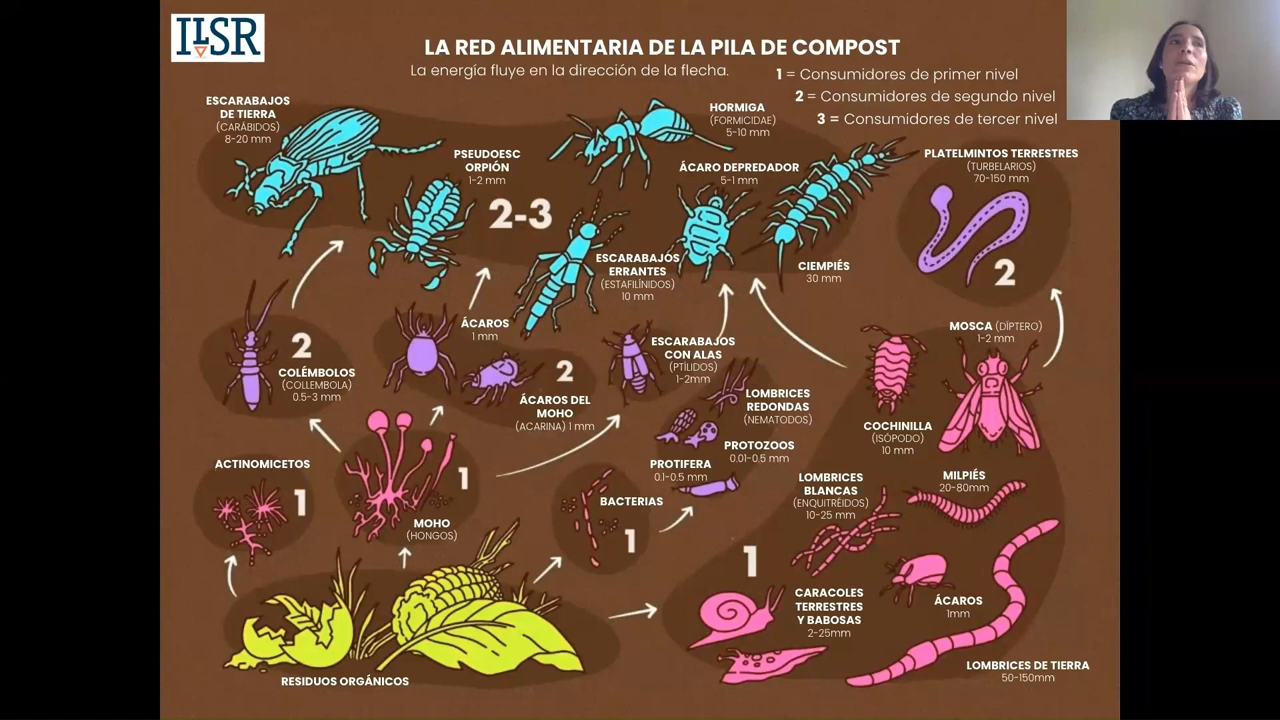 ILSR
LA RED ALIMENTARIA DE LA PILA DE COMPOST
La energía fluye en la dirección de la flecha.
1 = Consumidores de primer nivel
2 = Consumidores de segundo nivel
3 = Consumidores de tercer nivel
ESCARABAJOS
DE TIERRA
(CARÁBIDOS)
8-20 mm
HORMIGA
(FORMICIDAE)
5-10 mm
PSEUDOESC
ORPIÓN
1-2 mm
ÁCARO DEPREDADOR
5-1 mm
PLATELMINTOS TERRESTRES
(TURBELARIOS)
70-150 mm
2-3
ESCARABAJOS
ERRANTES
(ESTAFILÍNIDOS)
10 mm
CIEMPIÉS
30 mm
2
ÁCAROS
1 mm
MOSCA (DÍPTERO)
1-2 mm
2
COLÉMBOLOS
(COLLEMBOLA)
0.5-3 mm
ESCARABAJOS
CON ALAS
(PTÍLIDOS)
1-2mm
2
ÁCAROS DEL
MOHO
(ACARINA) 1 mm
LOMBRICES
REDONDAS
(NEMATODOS)
COCHINILLA
(ISÓPODO)
10 mm
PROTOZOOS
0.01-0.5 mm
ACTINOMICETOS
1
1
PROTIFERA
0.1-0.5 mm
LOMBRICES
BLANCAS
(ENQUITRÉIDOS)
10-25 mm
MILPIÉS
20-80mm
MOHO
(HONGOS)
BACTERIAS
1
1
CARACOLES
TERRESTRES
Y BABOSAS
2-25mm
ÁCAROS
1mm
LOMBRICES DE TIERRA
50-150mm
RESIDUOS ORGÁNICOS